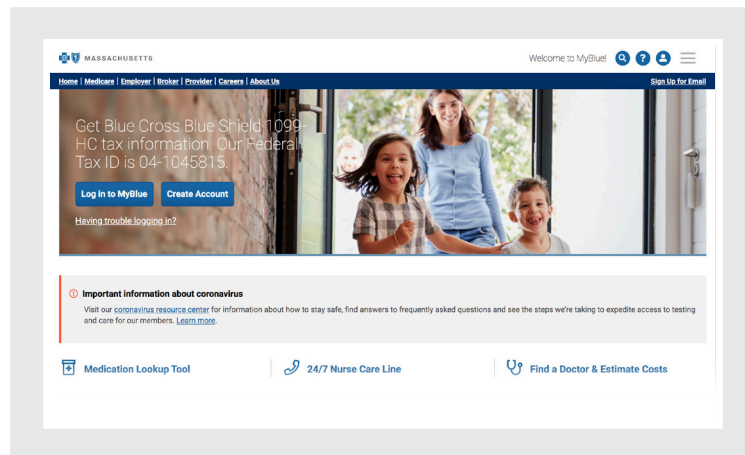 MASSACHUSETTS
Welcome to MyBlue!
Home | Medicare | Employer | Broker | Provider | Careers | About Us
Sign Up for Email
Get Blue Cross Blue Shield 1099-
HC tax information. Our Federal
Tax ID is 04-1045815.
Log in to MyBlue
Create Account
Having trouble logging in?
Important information about coronavirus
Visit our coronavirus resource center for information about how to stay safe, find answers to frequently asked questions and see the steps we're taking to expedite access to testing
and care for our members. Learn more.
Medication Lookup Tool
24/7 Nurse Care Line
Find a Doctor & Estimate Costs